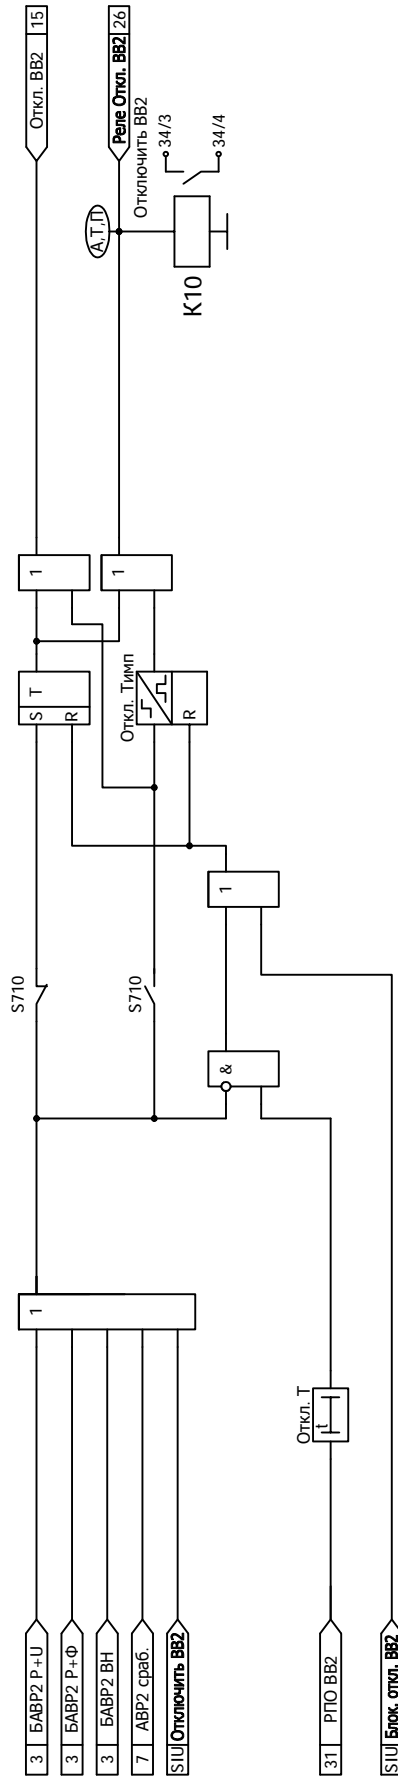 Откл. ВВ2 15
Реле Откл. ВВ2 26
А,Т,П
Отключить ВВ2
34/3
34/4
К10
1
1
S T
R
Откл. Tимп
R
1
S710
S710
&
1
Откл. Т
t
3 БАВР2 P+U
3 БАВР2 P+Ф
3 БАВР2 ВН
7 АВР2 сраб.
SIU Отключить ВВ2
31 РПО ВВ2
SIU Блок. откл. ВВ2